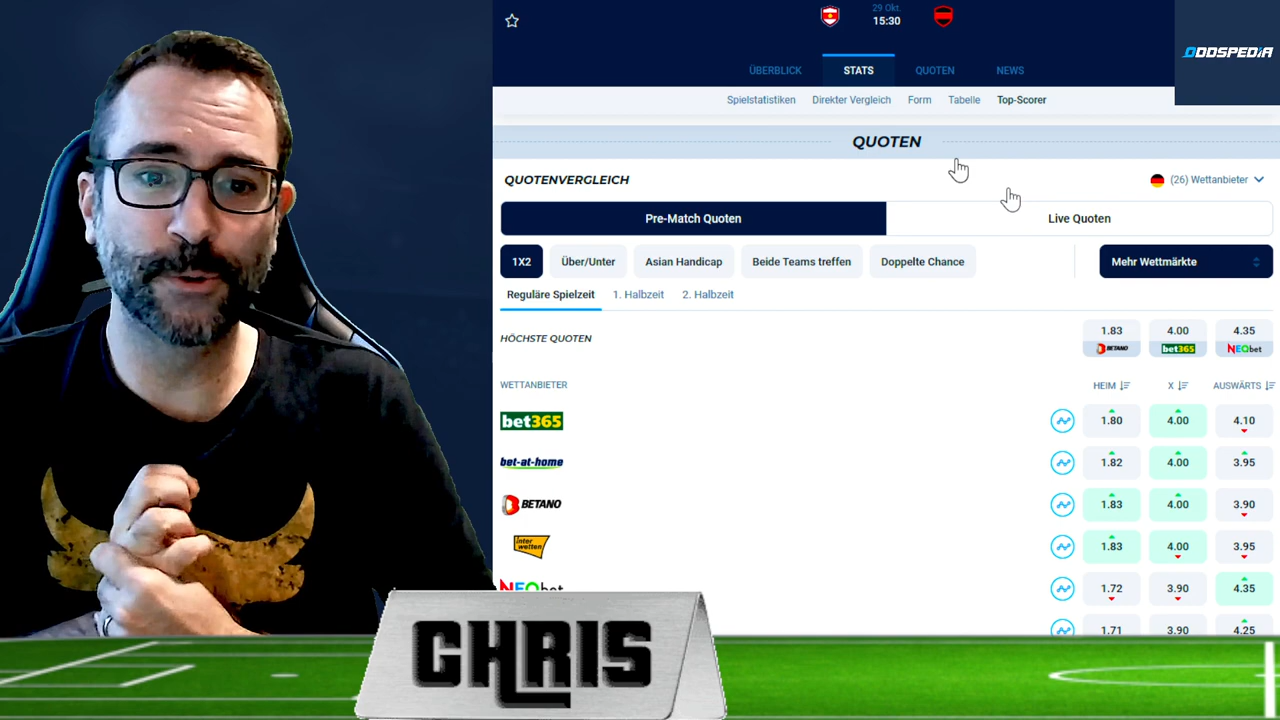 29 Okt.
15:30
ODDSPEDIA
ÜBERBLICK STATS QUOTEN NEWS
Spielstatistiken Direkter Vergleich Form Tabelle Top-Scorer
QUOTEN
QUOTENVERGLEICH
(26) Wettanbieter
Pre-Match Quoten Live Quoten
1X2 Über/Unter Asian Handicap Beide Teams treffen Doppelte Chance Mehr Wettmärkte
Reguläre Spielzeit 1. Halbzeit 2. Halbzeit
HÖCHSTE QUOTEN 1.83 4.00 4.35
BETANO bet365 NEObet
WETTANBIETER HEIM X AUSWÄRTS
bet365 1.80 4.00 4.10
bet-at-home 1.82 4.00 3.95
BETANO 1.83 4.00 3.90
inter wetten 1.83 4.00 3.95
NEObet 1.72 3.90 4.35
1.71 3.90 4.25
CHRIS